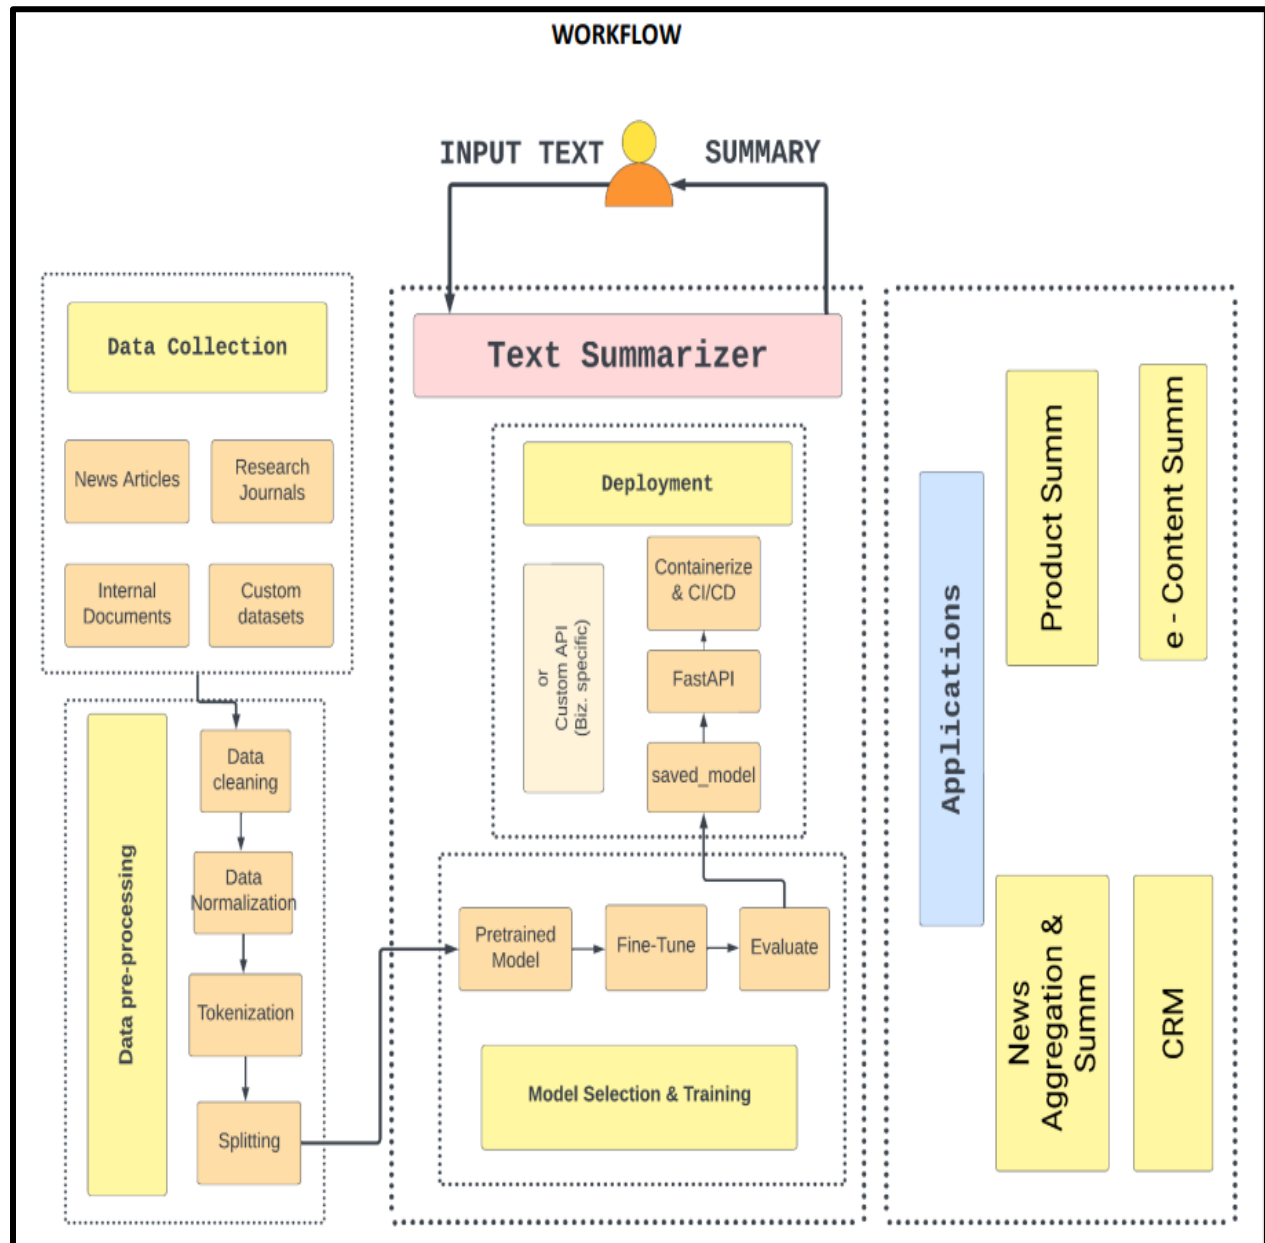 WORKFLOW
INPUT TEXT
SUMMARY
Data Collection
News Articles
Research
Journals
Internal
Documents
Custom
datasets
Data pre-processing
Data
cleaning
Data
Normalization
Tokenization
Splitting
Text Summarizer
Deployment
or
Custom API
(Biz. specific)
Containerize
& CI/CD
FastAPI
saved_model
Pretrained
Model
Fine-Tune
Evaluate
Model Selection & Training
Applications
Product Summ
e - Content Summ
News
Aggregation &
Summ
CRM